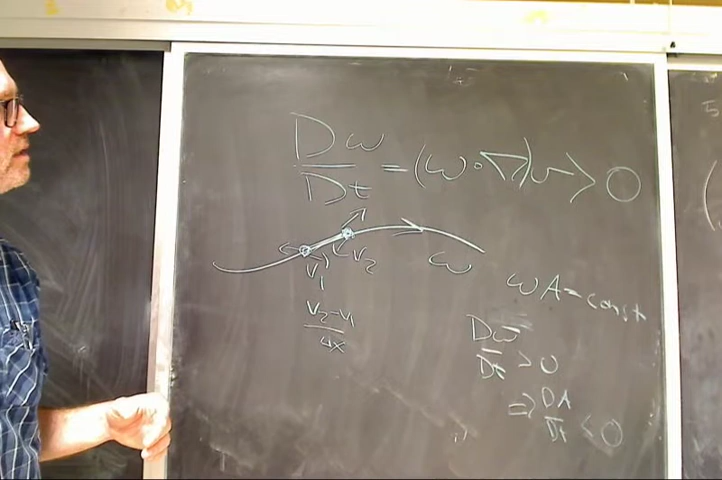 Dω/Dt = (ω∘∇)v > 0
v₁ v₂ ω
(v₂-v₁)/Δx
ωA = const
Dω/Dt > 0
⇒ DA/Dt < 0